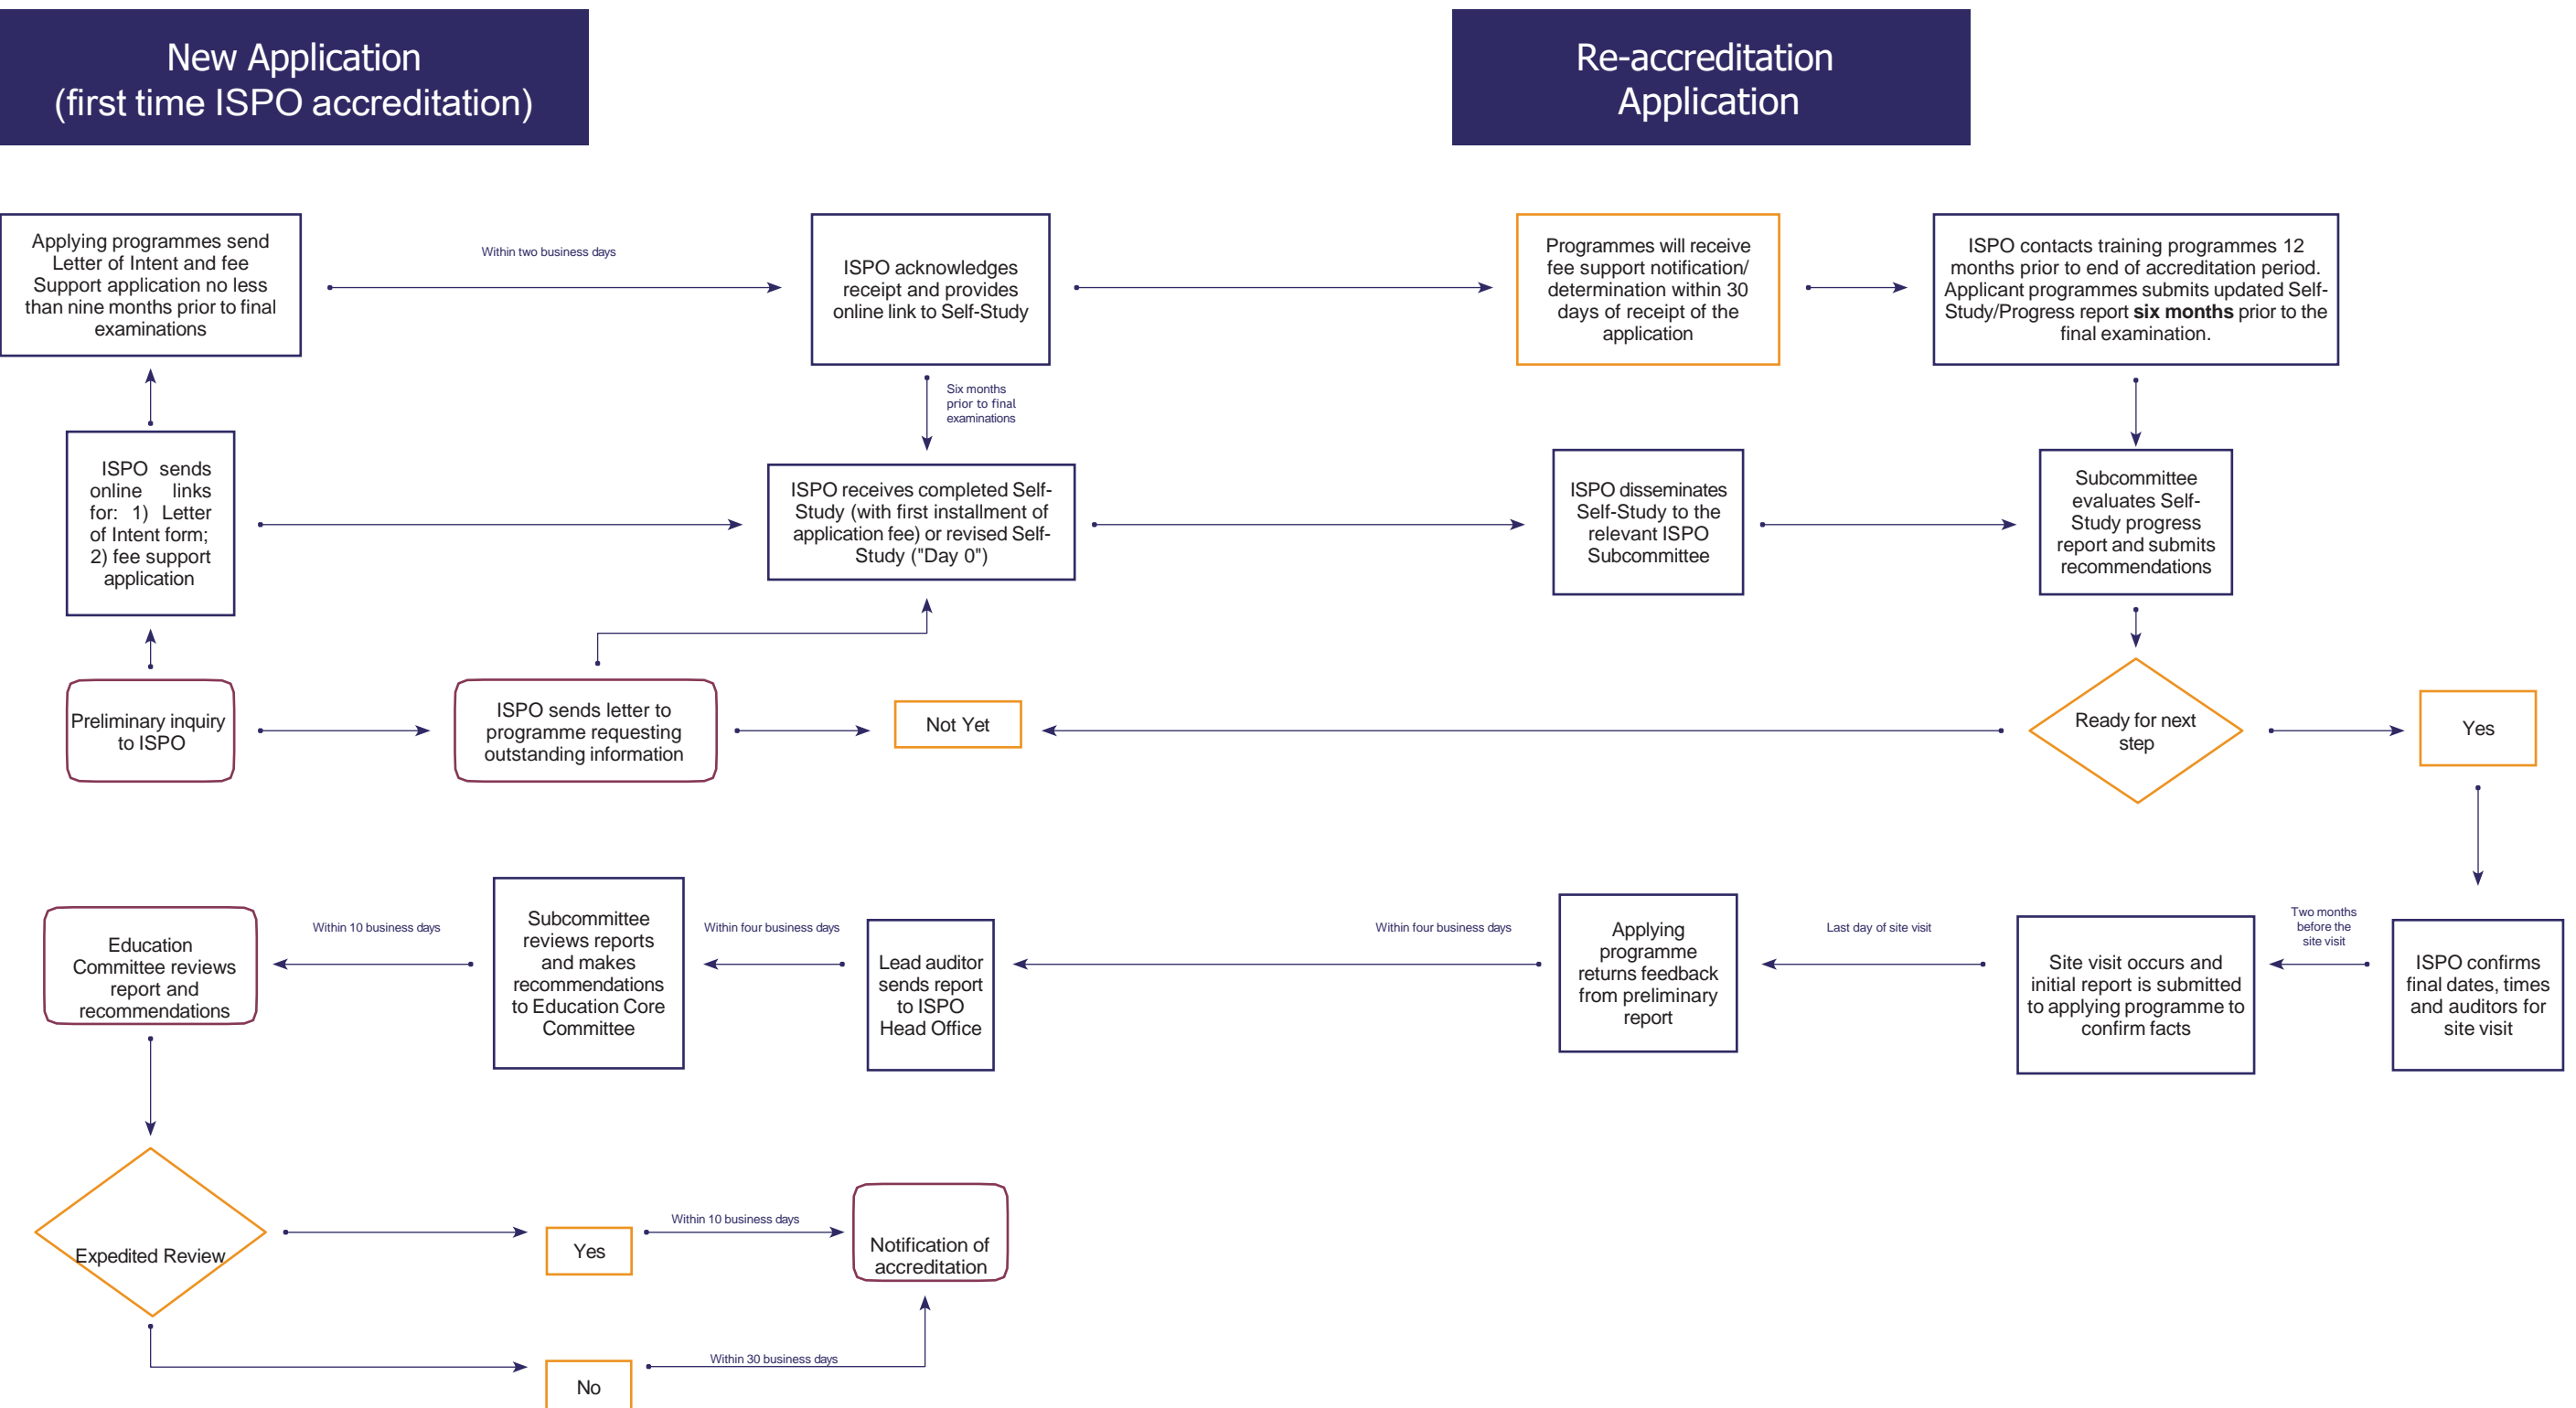 New Application
(first time ISPO accreditation)
Re-accreditation
Application
Applying programmes send
Letter of Intent and fee
Support application no less
than nine months prior to final
examinations
Within two business days
ISPO acknowledges
receipt and provides
online link to Self-Study
Programmes will receive
fee support notification/
determination within 30
days of receipt of the
application
ISPO contacts training programmes 12
months prior to end of accreditation period.
Applicant programmes submits updated Self-
Study/Progress report six months prior to the
final examination.
Six months
prior to final
examinations
ISPO sends
online links
for: 1) Letter
of Intent form;
2) fee support
application
ISPO receives completed Self-
Study (with first installment of
application fee) or revised Self-
Study ("Day 0")
ISPO disseminates
Self-Study to the
relevant ISPO
Subcommittee
Subcommittee
evaluates Self-
Study progress
report and submits
recommendations
Preliminary inquiry
to ISPO
ISPO sends letter to
programme requesting
outstanding information
Not Yet
Ready for next
step
Yes
Education
Committee reviews
report and
recommendations
Within 10 business days
Subcommittee
reviews reports
and makes
recommendations
to Education Core
Committee
Within four business days
Lead auditor
sends report
to ISPO
Head Office
Within four business days
Applying
programme
returns feedback
from preliminary
report
Last day of site visit
Site visit occurs and
initial report is submitted
to applying programme to
confirm facts
Two months
before the
site visit
ISPO confirms
final dates, times
and auditors for
site visit
Expedited Review
Yes
Within 10 business days
Notification of
accreditation
No
Within 30 business days